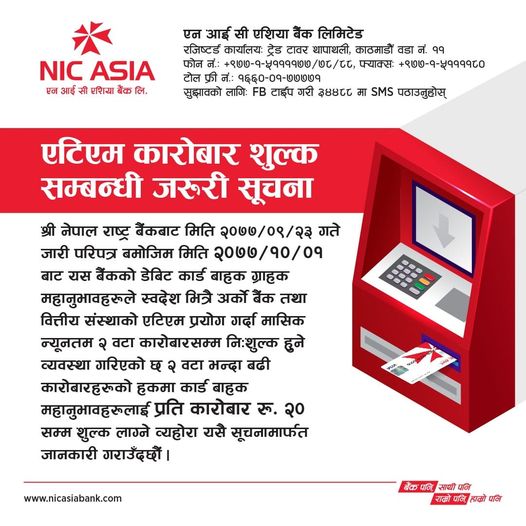 NIC ASIA
एन आई सी एशिया बैंक लि.
एन आई सी एशिया बैंक लिमिटेड
रजिष्टर्ड कार्यालयः ट्रेड टावर थापाथली, काठमाडौं वडा नं. ११
फोन नं.: +९७७-१-५१११११७७/७८/७९, फ्याक्सः +९७७-१-५१११११८०
टोल फ्री नं.: १६६०-०१-७७७७१
सुझावको लागिः FB टाईप गरी ३४४८८ मा SMS पठाउनुहोस्
एटिएम कारोबार शुल्क
सम्बन्धी जरुरी सूचना
श्री नेपाल राष्ट्र बैंकबाट मिति २०७७/०९/२३ गते
जारी परिपत्र बमोजिम मिति २०७७/१०/०१
बाट यस बैंकको डेबिट कार्ड बाहक ग्राहक
महानुभावहरूले स्वदेश भित्रै अर्को बैंक तथा
वित्तीय संस्थाको एटिएम प्रयोग गर्दा मासिक
न्यूनतम २ वटा कारोबारसम्म निःशुल्क हुने
व्यवस्था गरिएको छ २ वटा भन्दा बढी
कारोबारहरूको हकमा कार्ड बाहक
महानुभावहरूलाई प्रति कारोबार रू. २०
सम्म शुल्क लाग्ने व्यहोरा यसै सूचनामार्फत
जानकारी गराउँदछौं ।
www.nicasiabank.com
बैंक पनि, साथी पनि
राम्रो पनि, हाम्रो पनि